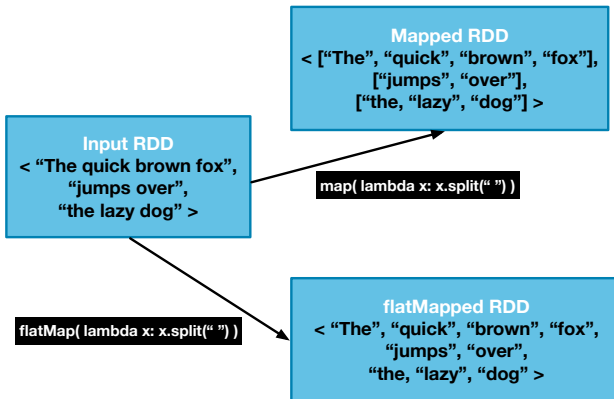 Mapped RDD
< [“The”, “quick”, “brown”, “fox”],
[“jumps”, “over”],
[“the, “lazy”, “dog”] >
Input RDD
< “The quick brown fox”,
“jumps over”,
“the lazy dog” >
map( lambda x: x.split(“ ”) )
flatMap( lambda x: x.split(“ ”) )
flatMapped RDD
< “The”, “quick”, “brown”, “fox”,
“jumps”, “over”,
“the, “lazy”, “dog” >